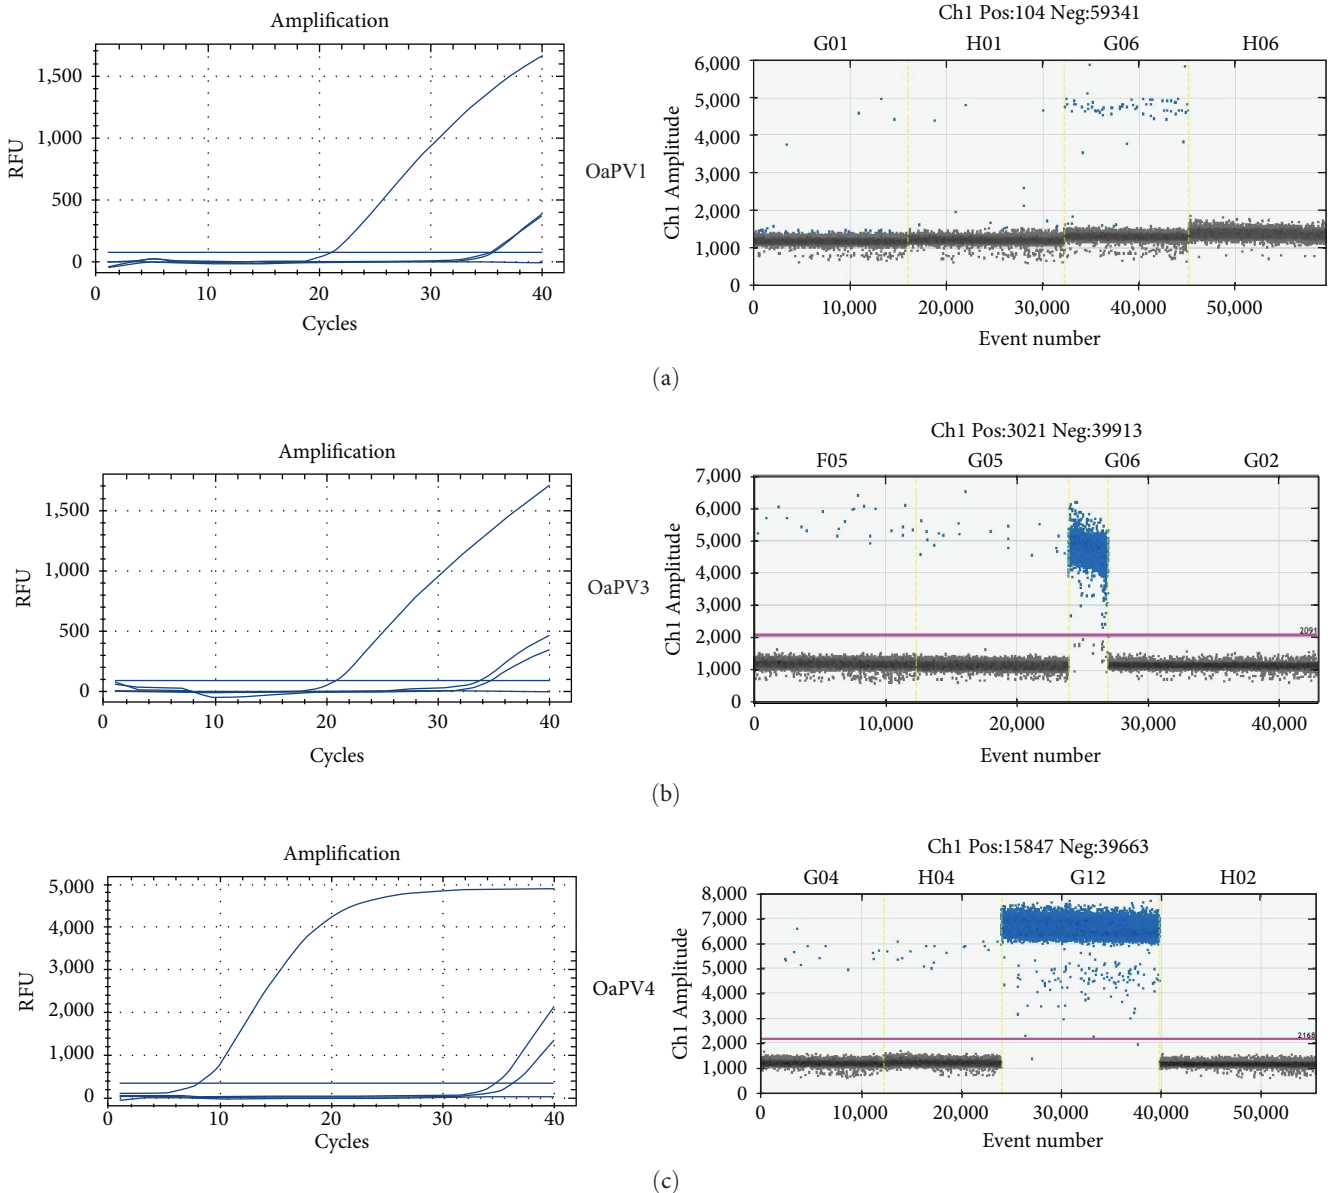 Amplification
1,500
1,000
500
0
RFU
0 10 20 30 40
Cycles
OaPV1
Ch1 Pos:104 Neg:59341
G01 H01 G06 H06
6,000
5,000
4,000
3,000
2,000
1,000
0
Ch1 Amplitude
0 10,000 20,000 30,000 40,000 50,000
Event number
(a)
Amplification
1,500
1,000
500
0
RFU
0 10 20 30 40
Cycles
OaPV3
Ch1 Pos:3021 Neg:39913
F05 G05 G06 G02
7,000
6,000
5,000
4,000
3,000
2,000
1,000
0
Ch1 Amplitude
2091
0 10,000 20,000 30,000 40,000
Event number
(b)
Amplification
5,000
4,000
3,000
2,000
1,000
0
RFU
0 10 20 30 40
Cycles
OaPV4
Ch1 Pos:15847 Neg:39663
G04 H04 G12 H02
8,000
7,000
6,000
5,000
4,000
3,000
2,000
1,000
0
Ch1 Amplitude
2168
0 10,000 20,000 30,000 40,000 50,000
Event number
(c)